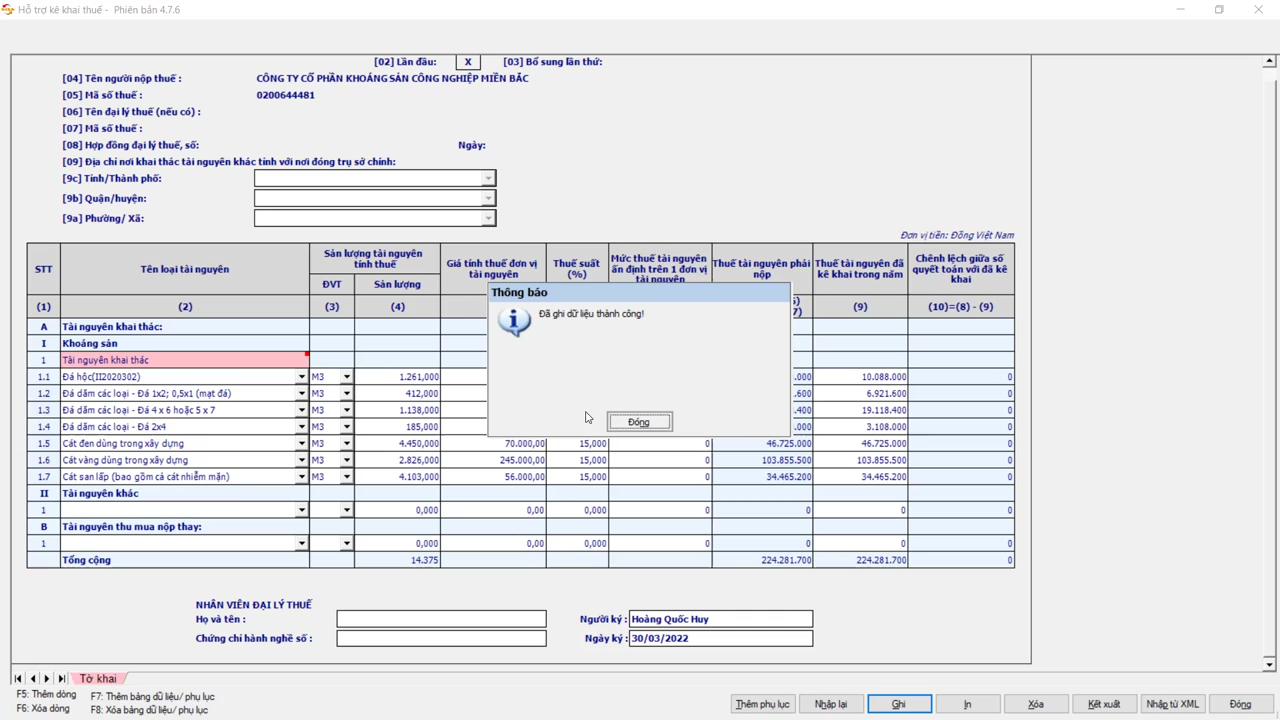 Hỗ trợ kê khai thuế - Phiên bản 4.7.6
[02] Lần đầu: X [03] Bổ sung lần thứ:
[04] Tên người nộp thuế : CÔNG TY CỔ PHẦN KHOÁNG SẢN CÔNG NGHIỆP MIỀN BẮC
[05] Mã số thuế : 0200644481
[06] Tên đại lý thuế (nếu có) :
[07] Mã số thuế :
[08] Hợp đồng đại lý thuế, số: Ngày:
[09] Địa chỉ nơi khai thác tài nguyên khác tỉnh với nơi đóng trụ sở chính:
[9c] Tỉnh/Thành phố:
[9b] Quận/huyện:
[9a] Phường/ Xã:
Đơn vị tiền: Đồng Việt Nam
STT Tên loại tài nguyên Sản lượng tài nguyên tính thuế ĐVT Sản lượng Giá tính thuế đơn vị tài nguyên Thuế suất (%) Mức thuế tài nguyên ấn định trên 1 đơn vị tài nguyên Thuế tài nguyên phải nộp Thuế tài nguyên đã kê khai trong năm Chênh lệch giữa số quyết toán với đã kê khai
(1) (2) (3) (4) (9) (10)=(8) - (9)
Thông báo
Đã ghi dữ liệu thành công!
Đóng
A Tài nguyên khai thác:
I Khoáng sản
1 Tài nguyên khai thác
1.1 Đá hộc(II2020302) M3 1.261,000 .000 10.088.000 0
1.2 Đá dăm các loại - Đá 1x2; 0,5x1 (mạt đá) M3 412,000 .600 6.921.600 0
1.3 Đá dăm các loại - Đá 4 x 6 hoặc 5 x 7 M3 1.138,000 .400 19.118.400 0
1.4 Đá dăm các loại - Đá 2x4 M3 185,000 .000 3.108.000 0
1.5 Cát đen dùng trong xây dựng M3 4.450,000 70.000,00 15,000 0 46.725.000 46.725.000 0
1.6 Cát vàng dùng trong xây dựng M3 2.826,000 245.000,00 15,000 0 103.855.500 103.855.500 0
1.7 Cát san lấp (bao gồm cả cát nhiễm mặn) M3 4.103,000 56.000,00 15,000 0 34.465.200 34.465.200 0
II Tài nguyên khác
1 0,000 0,00 0,000 0 0 0 0
B Tài nguyên thu mua nộp thay:
1 0,000 0,00 0,000 0 0 0 0
Tổng cộng 14.375 224.281.700 224.281.700 0
NHÂN VIÊN ĐẠI LÝ THUẾ
Họ và tên : Người ký : Hoàng Quốc Huy
Chứng chỉ hành nghề số : Ngày ký : 30/03/2022
Tờ khai
F5: Thêm dòng F7: Thêm bảng dữ liệu/ phụ lục
F6: Xóa dòng F8: Xóa bảng dữ liệu/ phụ lục
Thêm phụ lục Nhập lại Ghi In Xóa Kết xuất Nhập từ XML Đóng